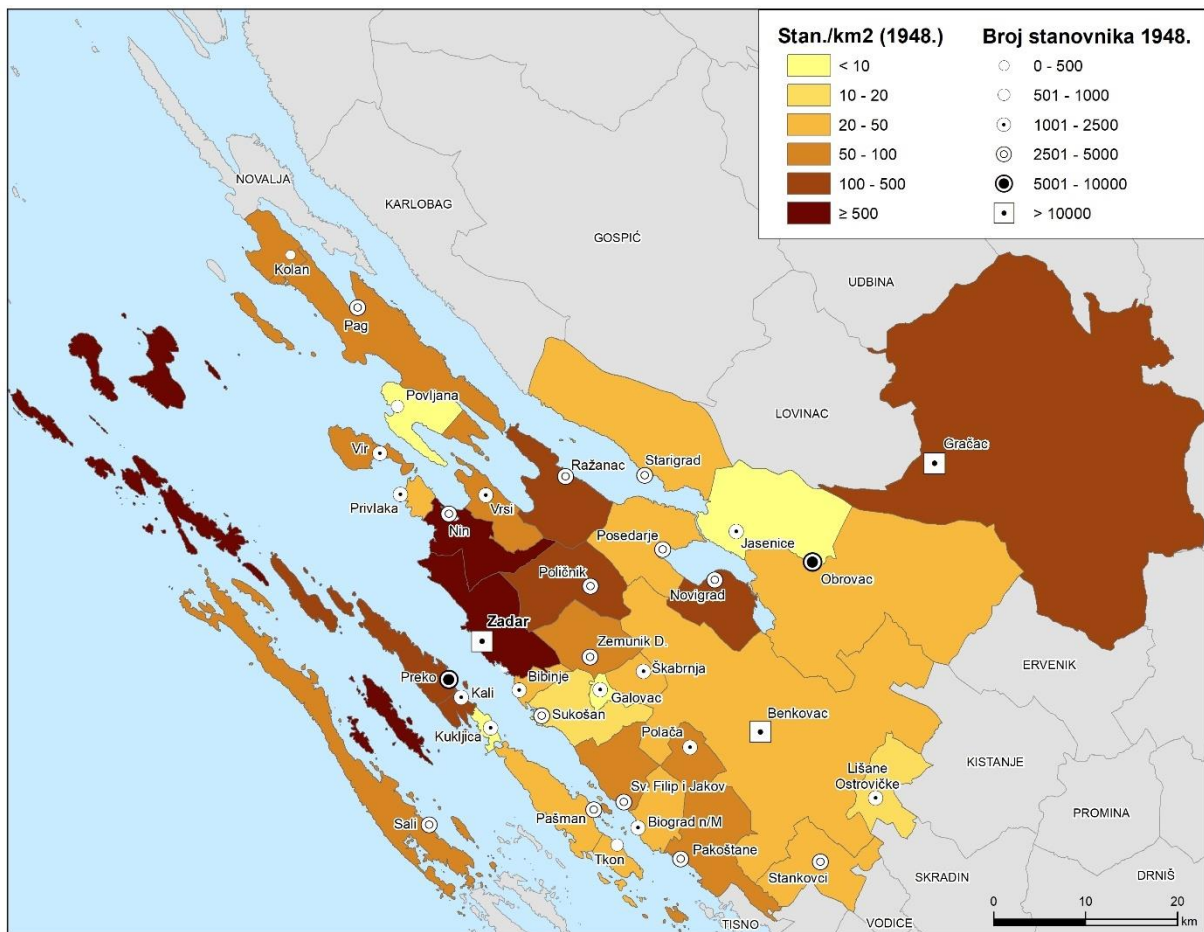 Stan./km2 (1948.)
< 10
10 - 20
20 - 50
50 - 100
100 - 500
≥ 500
Broj stanovnika 1948.
0 - 500
501 - 1000
1001 - 2500
2501 - 5000
5001 - 10000
> 10000
NOVALJA
KARLOBAG
GOSPIĆ
UDBINA
Kolan
Pag
LOVINAC
Povljana
Gračac
Vir
Ražanac
Starigrad
Privlaka
Vrsi
Nin
Posedarje
Jasenice
Obrovac
Poličnik
Novigrad
Zadar
Zemunik D.
ERVENIK
Škabrnja
Preko
Bibinje
Galovac
Kali
Sukošan
Kukljica
Benkovac
Polača
KISTANJE
Lišane
Ostrovičke
Sv. Filip i Jakov
PROMINA
Pašman
Sali
Biograd n/M
Tkon
Pakoštane
Stankovci
SKRADIN
DRNIŠ
TISNO
VODICE
0 10 20
km